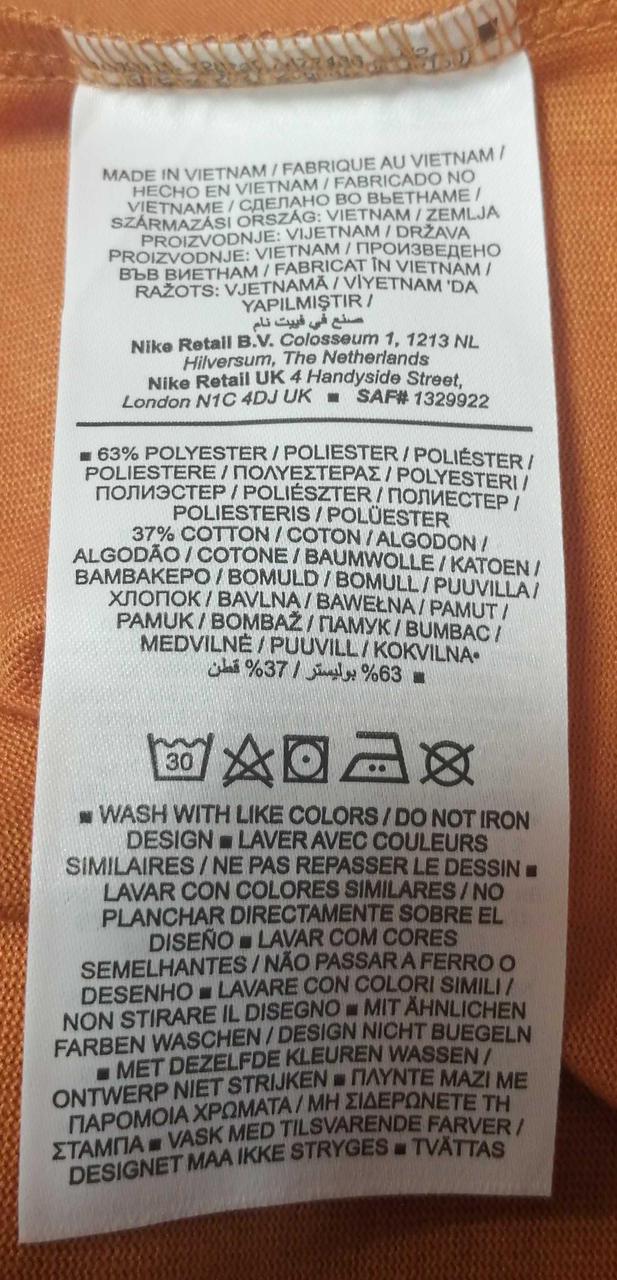 MADE IN VIETNAM / FABRIQUE AU VIETNAM /
HECHO EN VIETNAM / FABRICADO NO
VIETNAME / СДЕЛАНО ВО ВЬЕТНАМЕ /
SZÁRMAZÁSI ORSZÁG: VIETNAM / ZEMLJA
PROIZVODNJE: VIJETNAM / DRŽAVA
PROIZVODNJE: VIETNAM / ПРОИЗВЕДЕНО
ВЪВ ВИЕТНАМ / FABRICAT ÎN VIETNAM /
RAŽOTS: VJETNAMĀ / VİYETNAM 'DA
YAPILMIŞTIR /
صنع في فييت نام
Nike Retail B.V. Colosseum 1, 1213 NL
Hilversum, The Netherlands
Nike Retail UK 4 Handyside Street,
London N1C 4DJ UK ■ SAF# 1329922
■ 63% POLYESTER / POLIESTER / POLIÉSTER /
POLIESTERE / ΠΟΛΥΕΣΤΕΡΑΣ / POLYESTERI /
ПОЛИЭСТЕР / POLIÉSZTER / ПОЛИЕСТЕР /
POLIESTERIS / POLÜESTER
37% COTTON / COTON / ALGODON /
ALGODÃO / COTONE / BAUMWOLLE / KATOEN /
ΒΑΜΒΑΚΕΡΟ / BOMULD / BOMULL / PUUVILLA /
ХЛОПОК / BAVLNA / BAWEŁNA / PAMUT /
PAMUK / BOMBAŽ / ПАМУК / BUMBAC /
MEDVILNĖ / PUUVILL / KOKVILNA•
63% بوليستر / 37% قطن ■
30
■ WASH WITH LIKE COLORS / DO NOT IRON
DESIGN ■ LAVER AVEC COULEURS
SIMILAIRES / NE PAS REPASSER LE DESSIN ■
LAVAR CON COLORES SIMILARES / NO
PLANCHAR DIRECTAMENTE SOBRE EL
DISEÑO ■ LAVAR COM CORES
SEMELHANTES / NÃO PASSAR A FERRO O
DESENHO ■ LAVARE CON COLORI SIMILI /
NON STIRARE IL DISEGNO ■ MIT ÄHNLICHEN
FARBEN WASCHEN / DESIGN NICHT BUEGELN
■ MET DEZELFDE KLEUREN WASSEN /
ONTWERP NIET STRIJKEN ■ ΠΛΥΝΤΕ ΜΑΖΙ ΜΕ
ΠΑΡΟΜΟΙΑ ΧΡΩΜΑΤΑ / ΜΗ ΣΙΔΕΡΩΝΕΤΕ ΤΗ
ΣΤΑΜΠΑ ■ VASK MED TILSVARENDE FARVER /
DESIGNET MAA IKKE STRYGES ■ TVÄTTAS